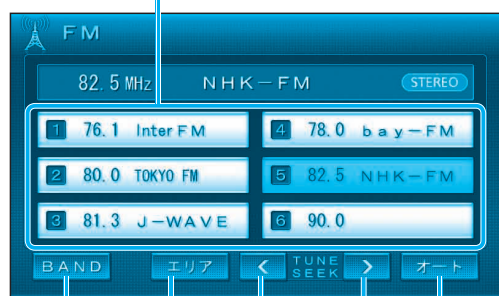 FM
82.5 MHz NHK-FM STEREO
1 76.1 InterFM
2 80.0 TOKYO FM
3 81.3 J-WAVE
4 78.0 bay-FM
5 82.5 NHK-FM
6 90.0
BAND エリア < TUNE SEEK > オート